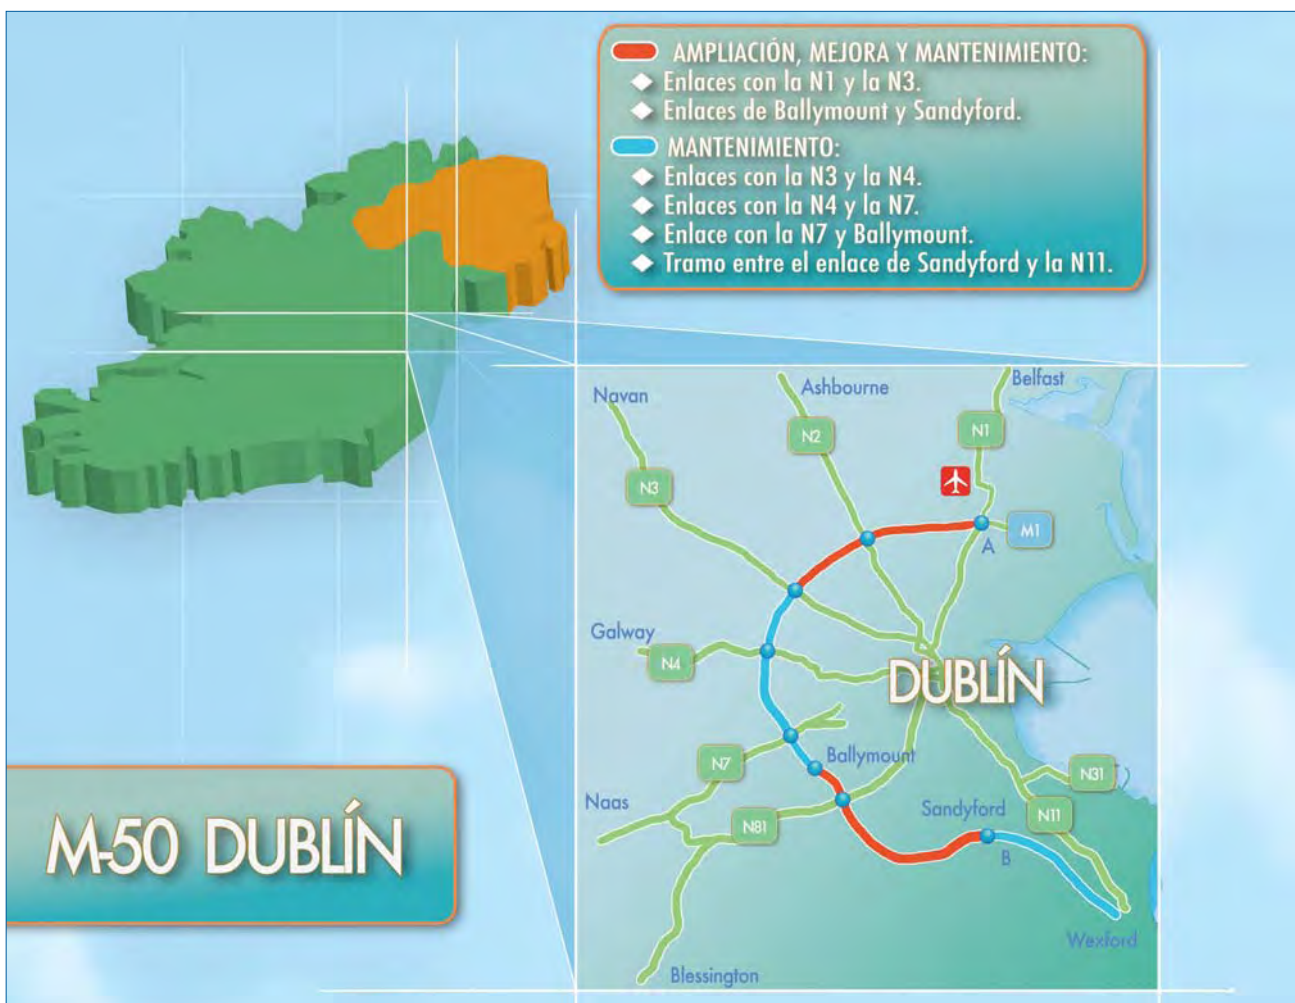 AMPLIACIÓN, MEJORA Y MANTENIMIENTO:
Enlaces con la N1 y la N3.
Enlaces de Ballymount y Sandyford.
MANTENIMIENTO:
Enlaces con la N3 y la N4.
Enlaces con la N4 y la N7.
Enlace con la N7 y Ballymount.
Tramo entre el enlace de Sandyford y la N11.
Navan
Ashbourne
Belfast
N2
N1
N3
M1
A
Galway
N4
DUBLÍN
Ballymount
N7
N31
Naas
Sandyford
N11
N81
B
Wexford
Blessington
M-50 DUBLÍN